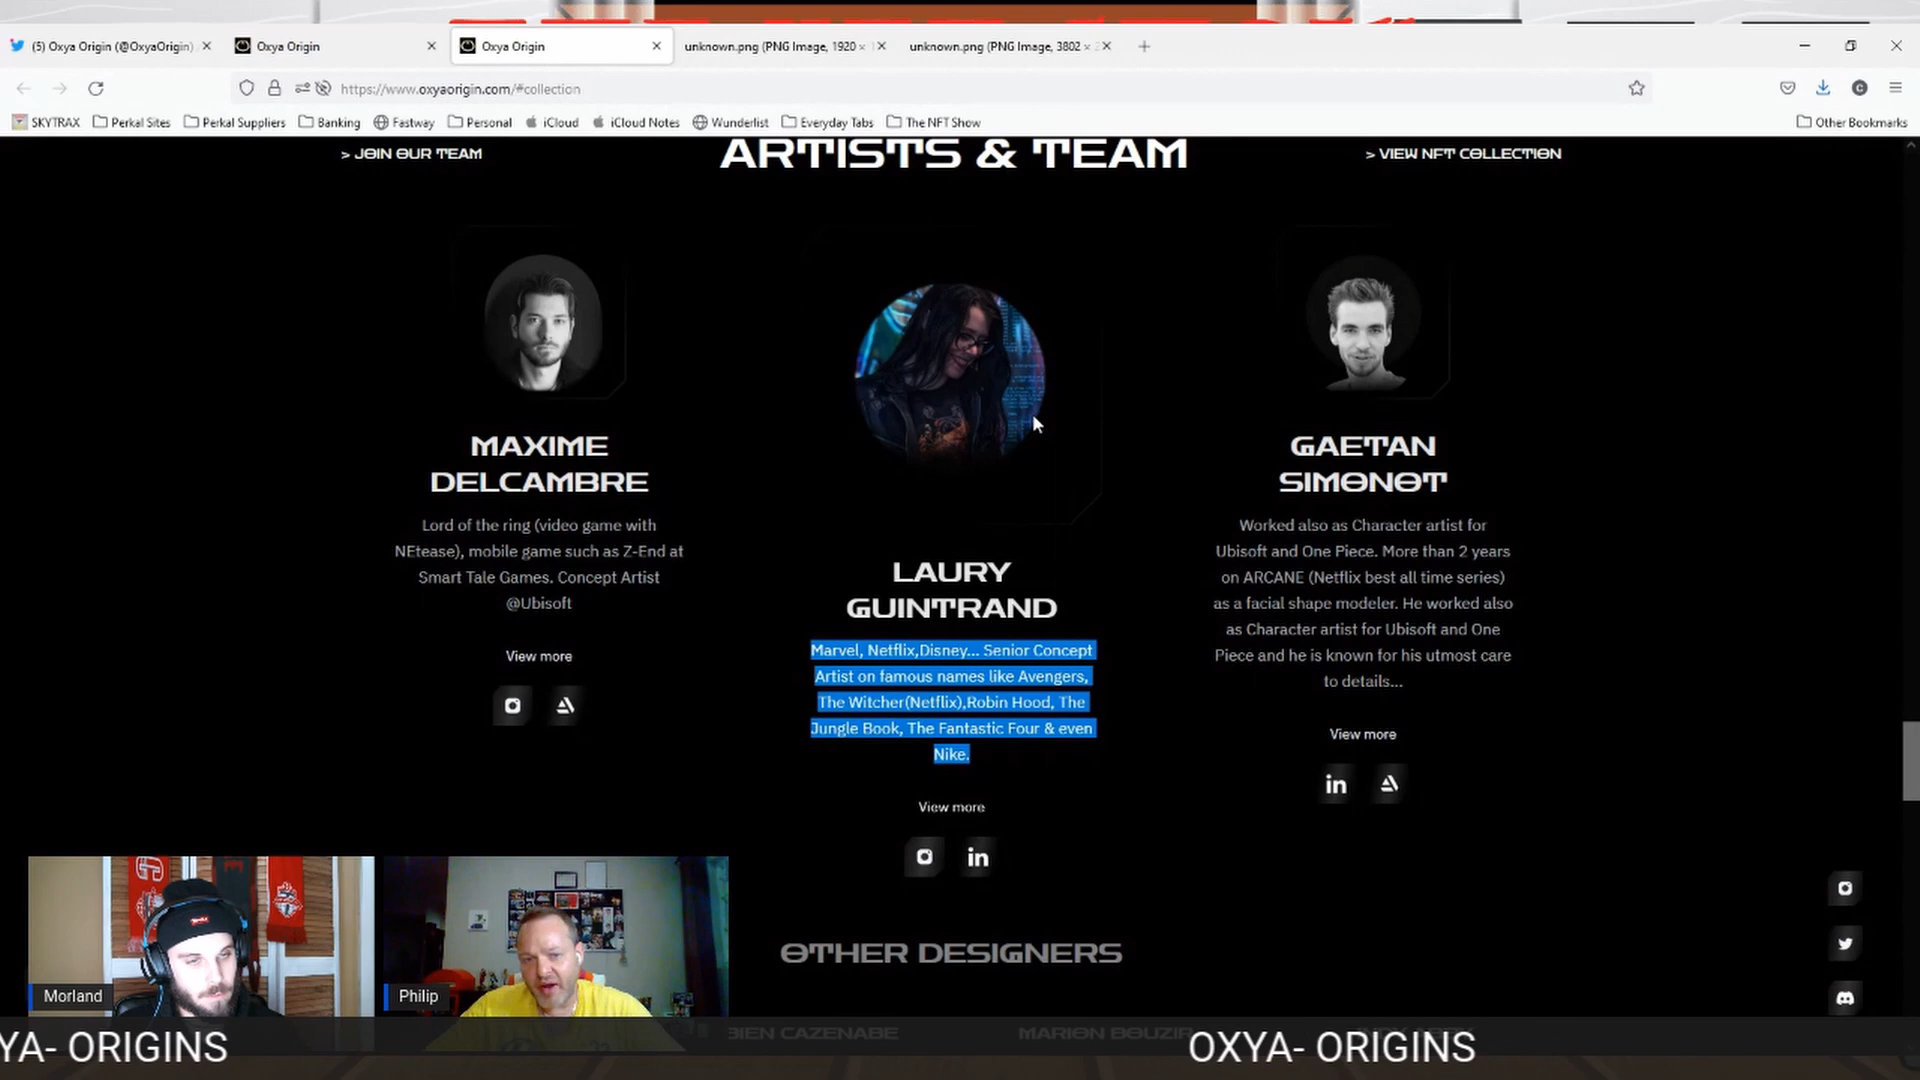 (5) Oxya Origin (@OxyaOrigin)
Oxya Origin
Oxya Origin
unknown.png (PNG Image, 1920 ×
unknown.png (PNG Image, 3802 ×
https://www.oxyaorigin.com/#collection
SKYTRAX
Perkal Sites
Perkal Suppliers
Banking
Fastway
Personal
iCloud
iCloud Notes
Wunderlist
Everyday Tabs
The NFT Show
Other Bookmarks
> JOIN OUR TEAM
ARTISTS & TEAM
> VIEW NFT COLLECTION
MAXIME
DELCAMBRE
Lord of the ring (video game with
NEtease), mobile game such as Z-End at
Smart Tale Games. Concept Artist
@Ubisoft
View more
LAURY
GUINTRAND
Marvel, Netflix,Disney... Senior Concept
Artist on famous names like Avengers,
The Witcher(Netflix),Robin Hood, The
Jungle Book, The Fantastic Four & even
Nike.
View more
GAETAN
SIMONOT
Worked also as Character artist for
Ubisoft and One Piece. More than 2 years
on ARCANE (Netflix best all time series)
as a facial shape modeler. He worked also
as Character artist for Ubisoft and One
Piece and he is known for his utmost care
to details...
View more
OTHER DESIGNERS
BIEN CAZENABE
MARION BOUZIR
Morland
Philip
YA- ORIGINS
OXYA- ORIGINS